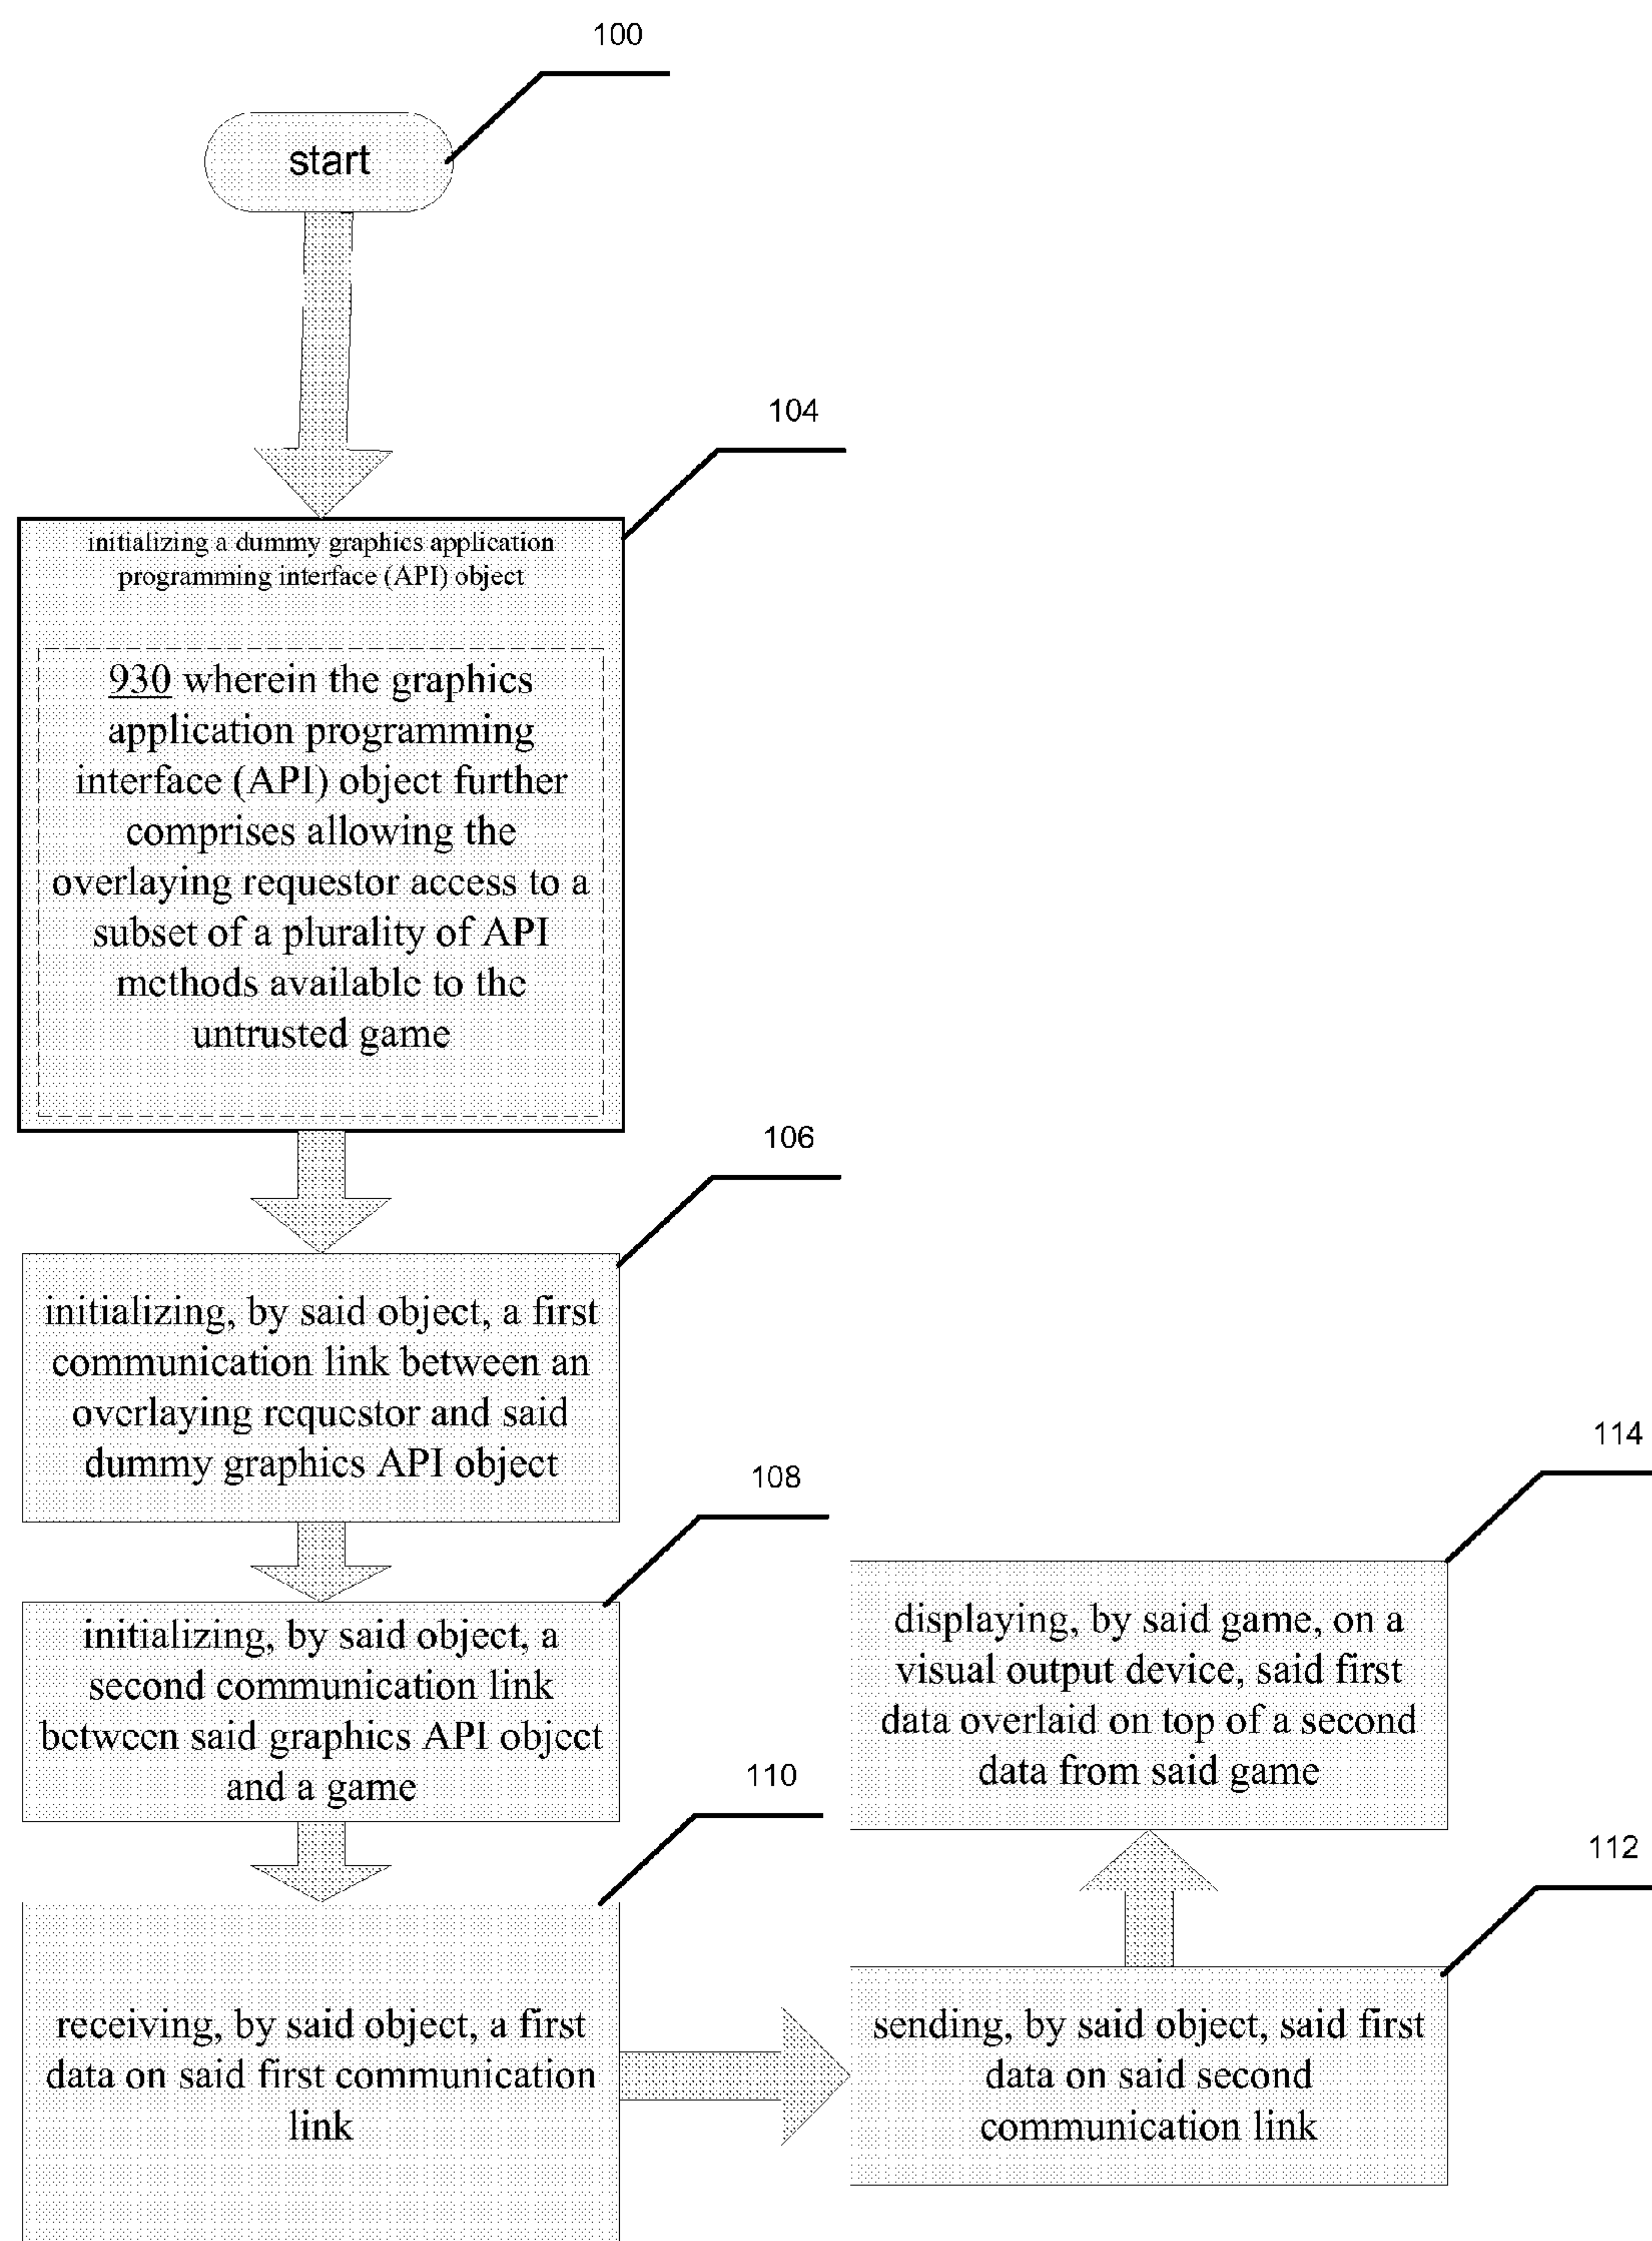 100
start
104
initializing a dummy graphics application
programming interface (API) object
930 wherein the graphics
application programming
interface (API) object further
comprises allowing the
overlaying requestor access to a
subset of a plurality of API
methods available to the
untrusted game
106
initializing, by said object, a first
communication link between an
overlaying requestor and said
dummy graphics API object
108
initializing, by said object, a
second communication link
between said graphics API object
and a game
110
receiving, by said object, a first
data on said first communication
link
112
sending, by said object, said first
data on said second
communication link
114
displaying, by said game, on a
visual output device, said first
data overlaid on top of a second
data from said game